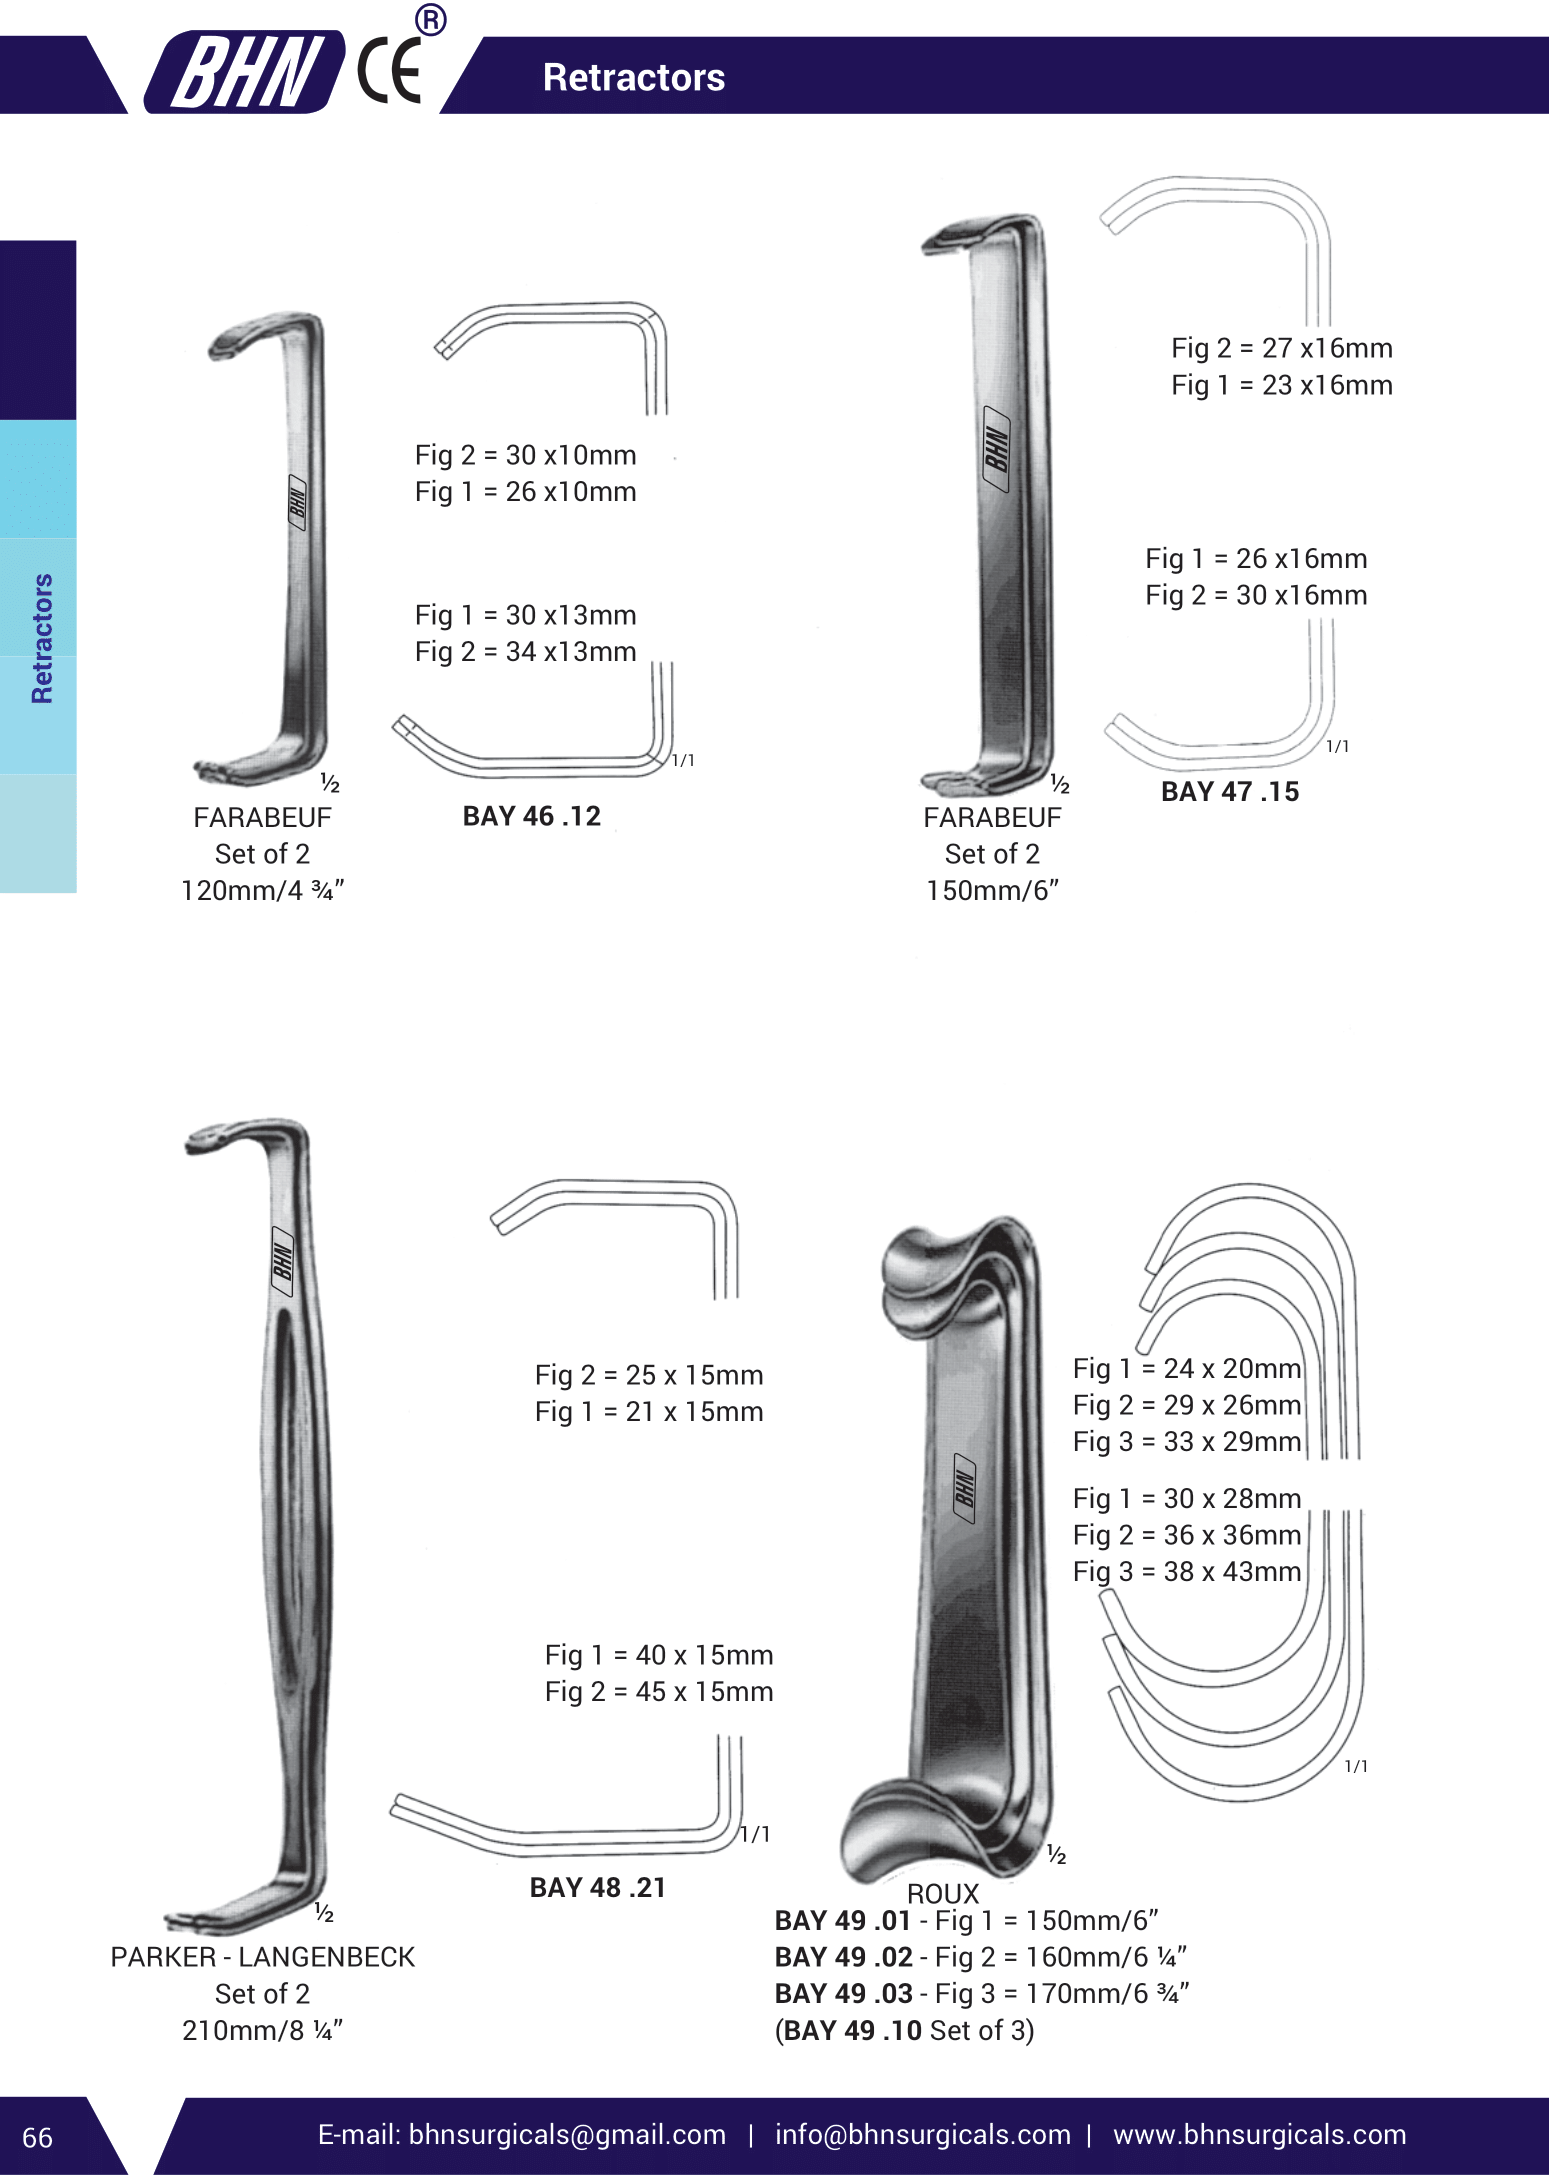 BHN CE ®
Retractors
Retractors
BHN
½
FARABEUF
Set of 2
120mm/4 ¾”
Fig 2 = 30 x10mm
Fig 1 = 26 x10mm
Fig 1 = 30 x13mm
Fig 2 = 34 x13mm
1/1
BAY 46 .12
BHN
½
FARABEUF
Set of 2
150mm/6”
Fig 2 = 27 x16mm
Fig 1 = 23 x16mm
Fig 1 = 26 x16mm
Fig 2 = 30 x16mm
1/1
BAY 47 .15
BHN
½
PARKER - LANGENBECK
Set of 2
210mm/8 ¼”
Fig 2 = 25 x 15mm
Fig 1 = 21 x 15mm
Fig 1 = 40 x 15mm
Fig 2 = 45 x 15mm
1/1
BAY 48 .21
BHN
½
Fig 1 = 24 x 20mm
Fig 2 = 29 x 26mm
Fig 3 = 33 x 29mm
Fig 1 = 30 x 28mm
Fig 2 = 36 x 36mm
Fig 3 = 38 x 43mm
1/1
ROUX
BAY 49 .01 - Fig 1 = 150mm/6”
BAY 49 .02 - Fig 2 = 160mm/6 ¼”
BAY 49 .03 - Fig 3 = 170mm/6 ¾”
(BAY 49 .10 Set of 3)
66
E-mail: bhnsurgicals@gmail.com | info@bhnsurgicals.com | www.bhnsurgicals.com